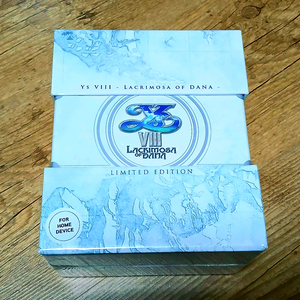 Ys VIII - Lacrimosa of DANA -
Ys
VIII
LACRIMOSA
OF DANA
LIMITED EDITION
FOR
HOME
DEVICE